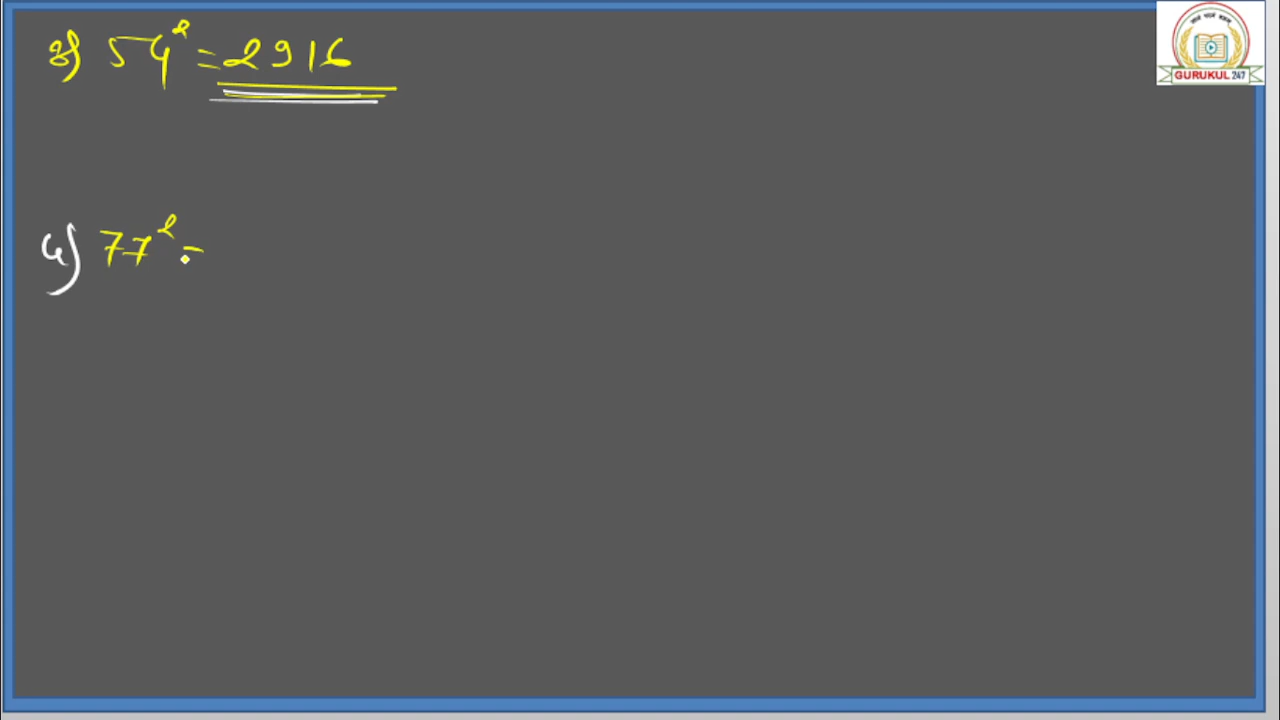 3) 54² = 2916
GURUKUL 247
4) 77² =